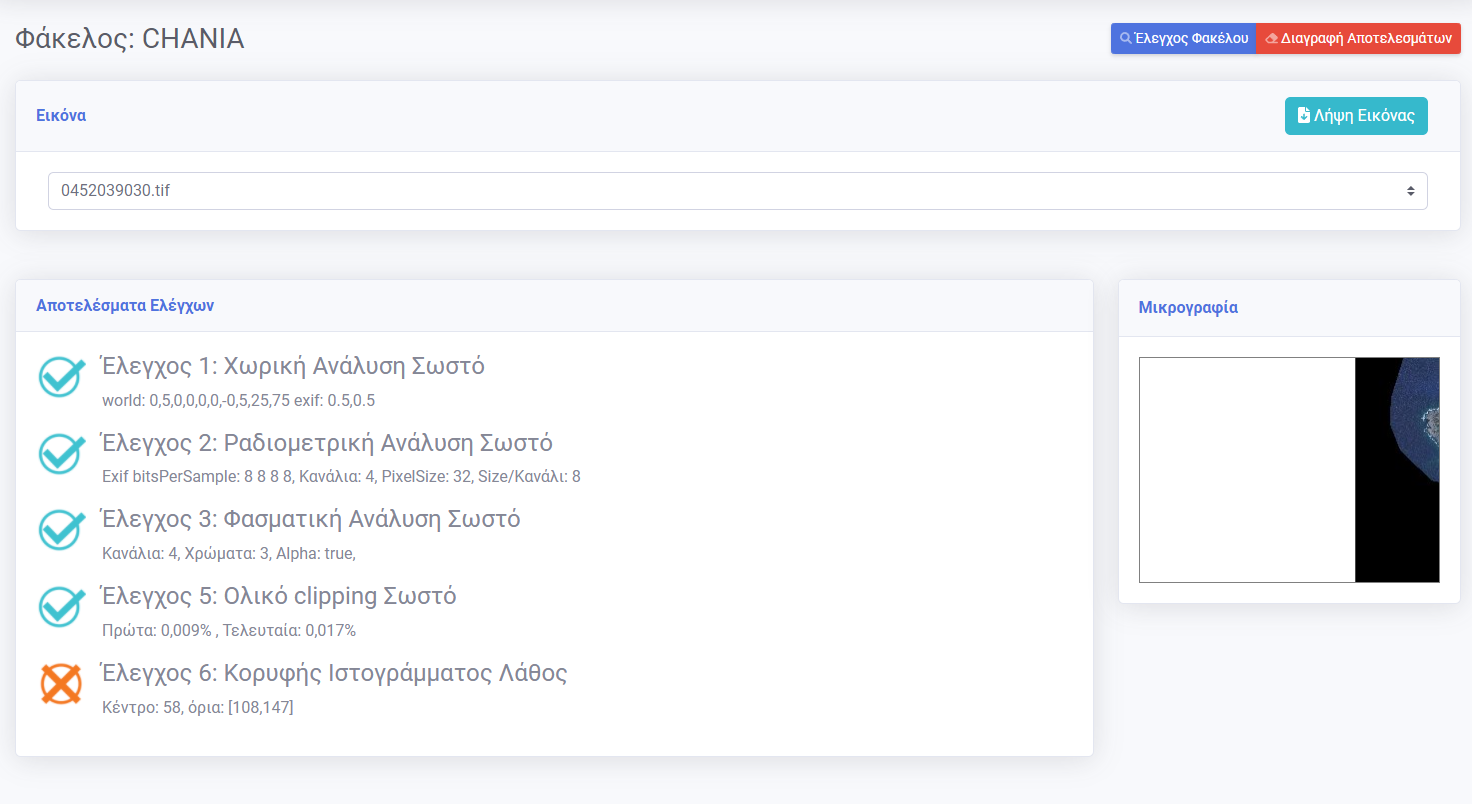 Φάκελος: CHANIA
Έλεγχος Φακέλου
Διαγραφή Αποτελεσμάτων
Εικόνα
Λήψη Εικόνας
0452039030.tif
Αποτελέσματα Ελέγχων
Μικρογραφία
Έλεγχος 1: Χωρική Ανάλυση Σωστό
world: 0,5,0,0,0,0,-0,5,25,75 exif: 0.5,0.5
Έλεγχος 2: Ραδιομετρική Ανάλυση Σωστό
Exif bitsPerSample: 8 8 8 8, Κανάλια: 4, PixelSize: 32, Size/Κανάλι: 8
Έλεγχος 3: Φασματική Ανάλυση Σωστό
Κανάλια: 4, Χρώματα: 3, Alpha: true,
Έλεγχος 5: Ολικό clipping Σωστό
Πρώτα: 0,009% , Τελευταία: 0,017%
Έλεγχος 6: Κορυφής Ιστογράμματος Λάθος
Κέντρο: 58, όρια: [108,147]